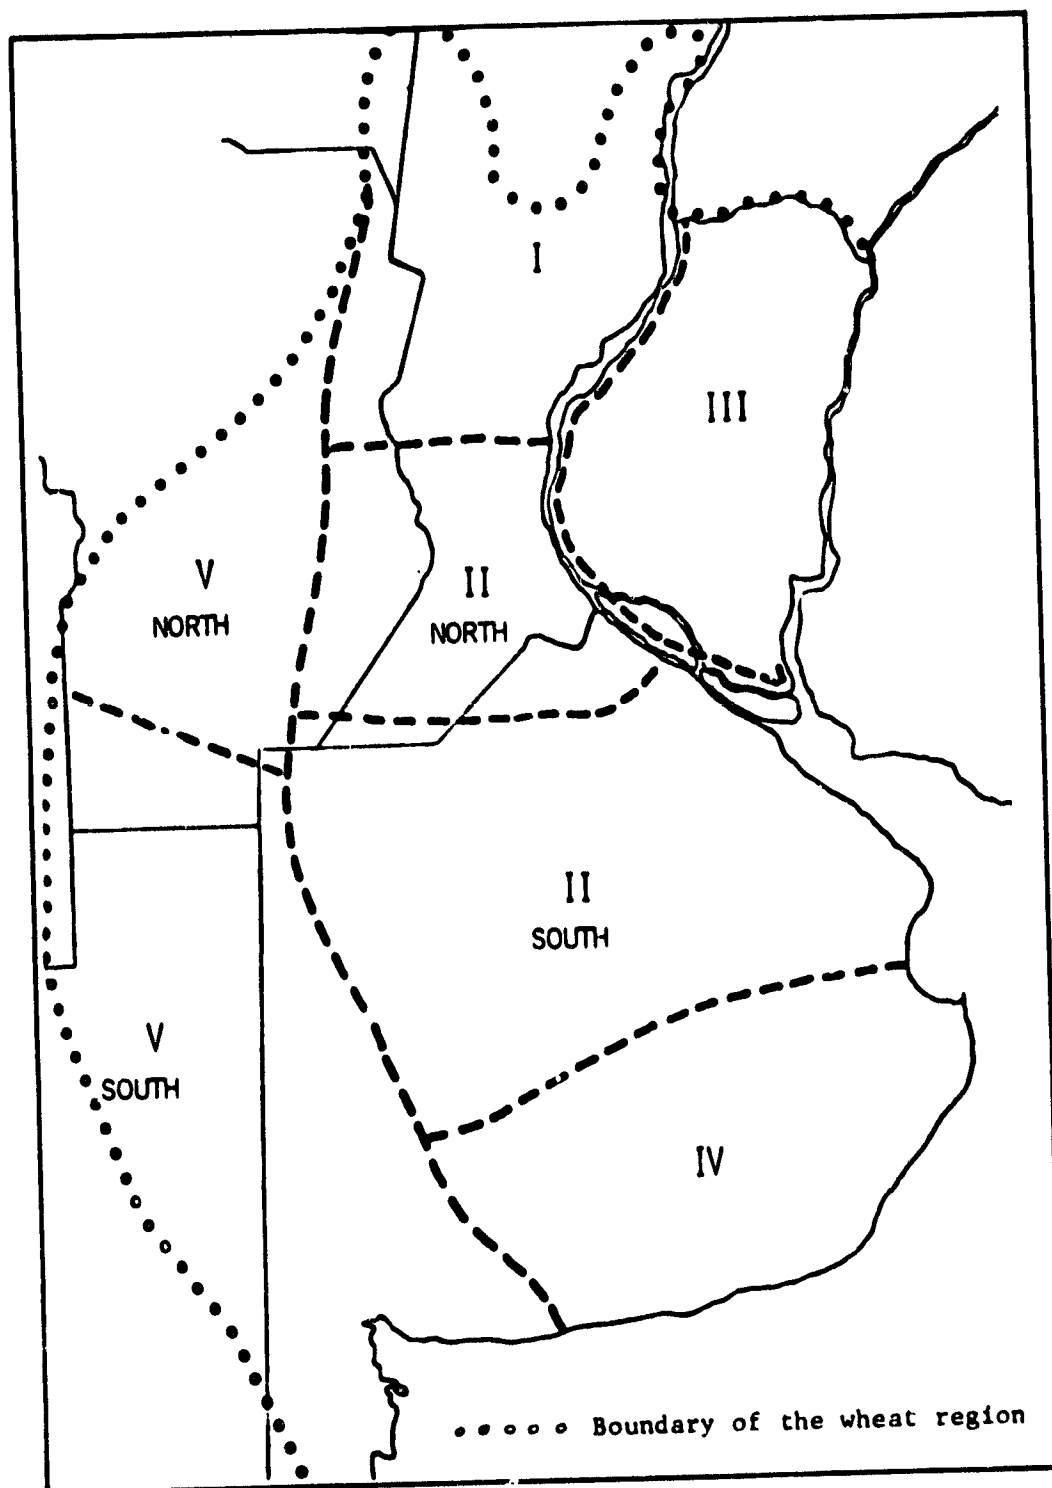 I
III
V
NORTH
II
NORTH
II
SOUTH
V
SOUTH
IV
Boundary of the wheat region